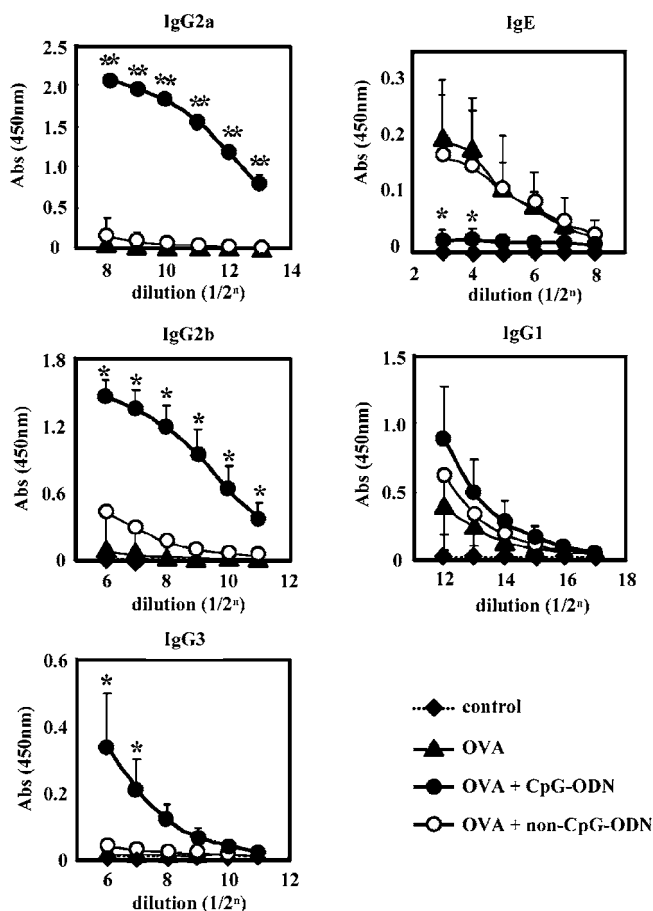 IgG2a
Abs (450nm)
2.5
2.0
1.5
1.0
0.5
0.0
** ** ** ** ** **
8 10 12 14
dilution (1/2ⁿ)
IgE
Abs (450nm)
0.3
0.2
0.1
0
* *
2 4 6 8
dilution (1/2ⁿ)
IgG2b
Abs (450nm)
1.8
1.2
0.6
0
* * * * * *
6 8 10 12
dilution (1/2ⁿ)
IgG1
Abs (450nm)
1.5
1.0
0.5
0
12 14 16 18
dilution (1/2ⁿ)
IgG3
Abs (450nm)
0.6
0.4
0.2
0
* *
6 8 10 12
dilution (1/2ⁿ)
control
OVA
OVA + CpG-ODN
OVA + non-CpG-ODN